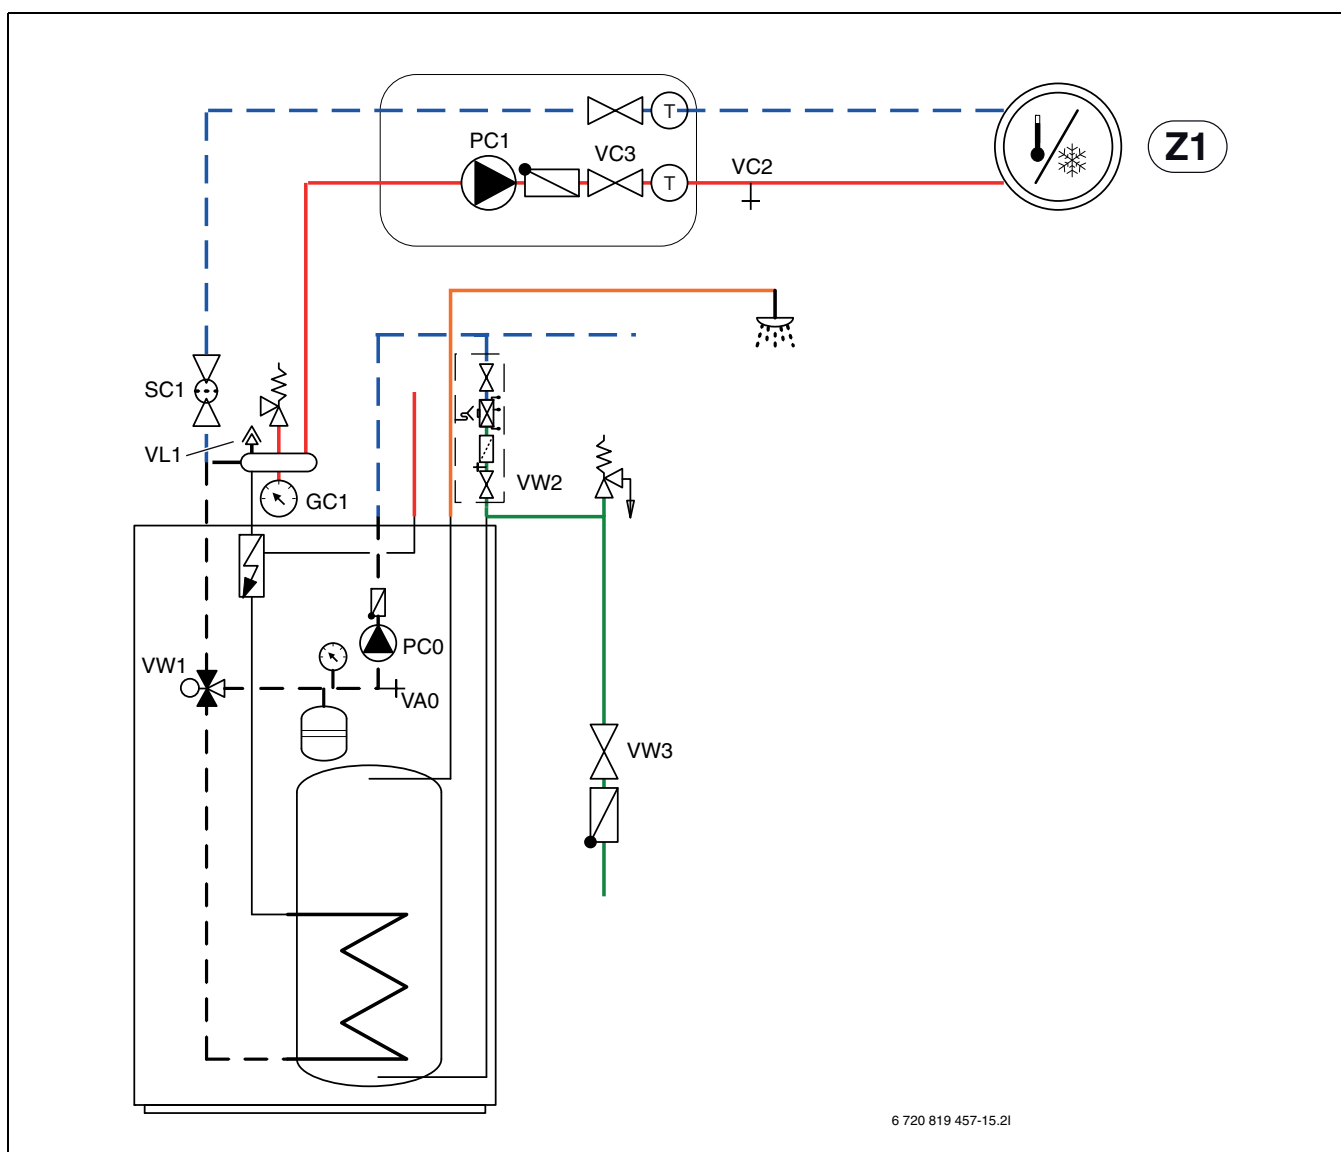 T
PC1
VC3
T
VC2
Z1
SC1
VL1
GC1
VW2
PC0
VW1
VA0
VW3
6 720 819 457-15.2I